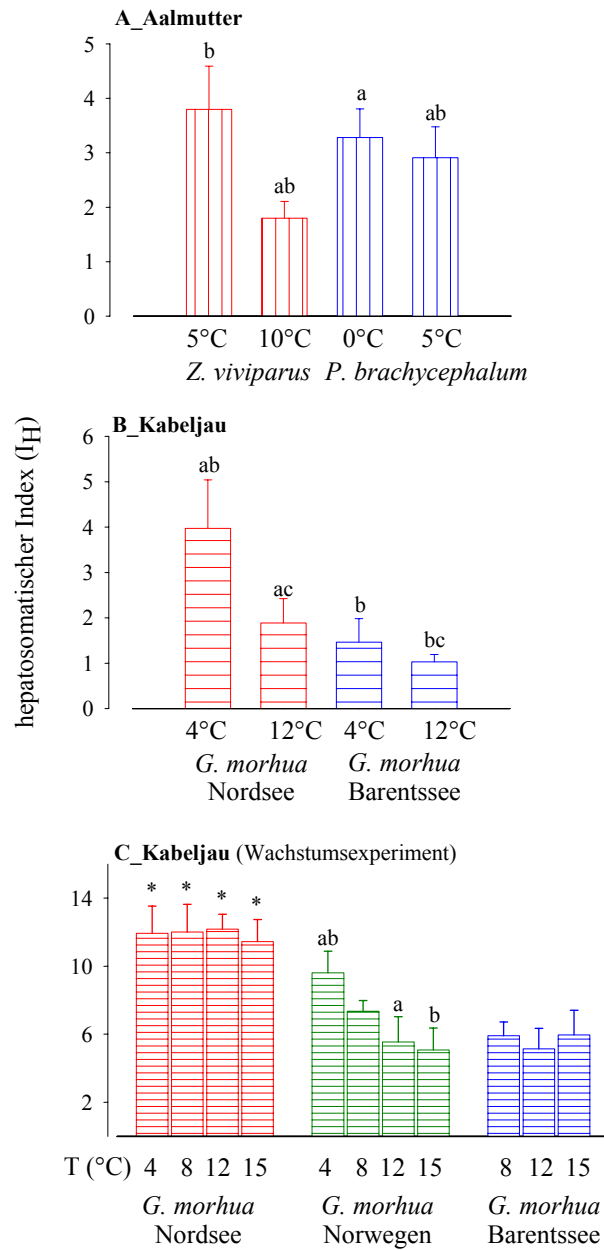 A_Aalmutter
5
4
3
2
1
0
b
ab
a
ab
5°C 10°C 0°C 5°C
Z. viviparus P. brachycephalum
hepatosomatischer Index (IH)
B_Kabeljau
6
5
4
3
2
1
0
ab
ac
b
bc
4°C 12°C 4°C 12°C
G. morhua G. morhua
Nordsee Barentssee
C_Kabeljau (Wachstumsexperiment)
14
10
6
2
* * * *
ab
a
b
T (°C) 4 8 12 15 4 8 12 15 8 12 15
G. morhua G. morhua G. morhua
Nordsee Norwegen Barentssee